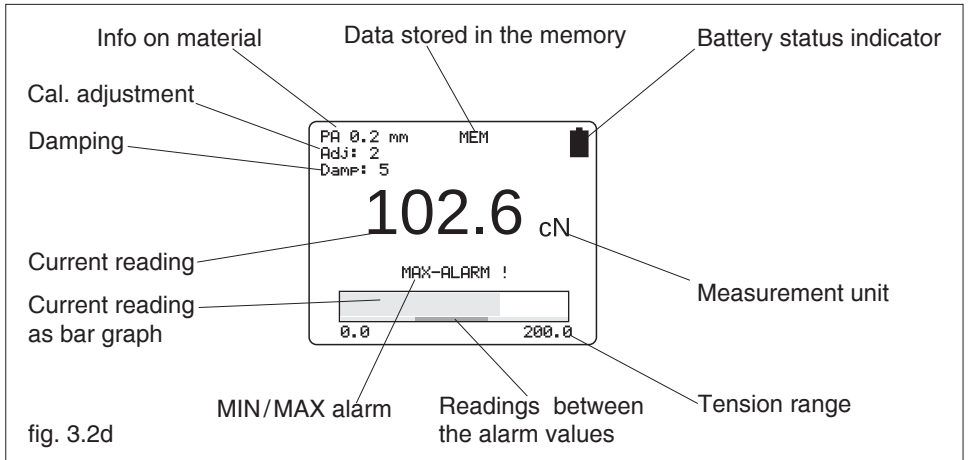 Info on material
Data stored in the memory
Battery status indicator
Cal. adjustment
Damping
PA 0.2 mm
MEM
Adj: 2
Damp: 5
102.6 cN
Current reading
MAX-ALARM !
Current reading
as bar graph
Measurement unit
0.0
200.0
MIN/MAX alarm
Readings between
the alarm values
Tension range
fig. 3.2d